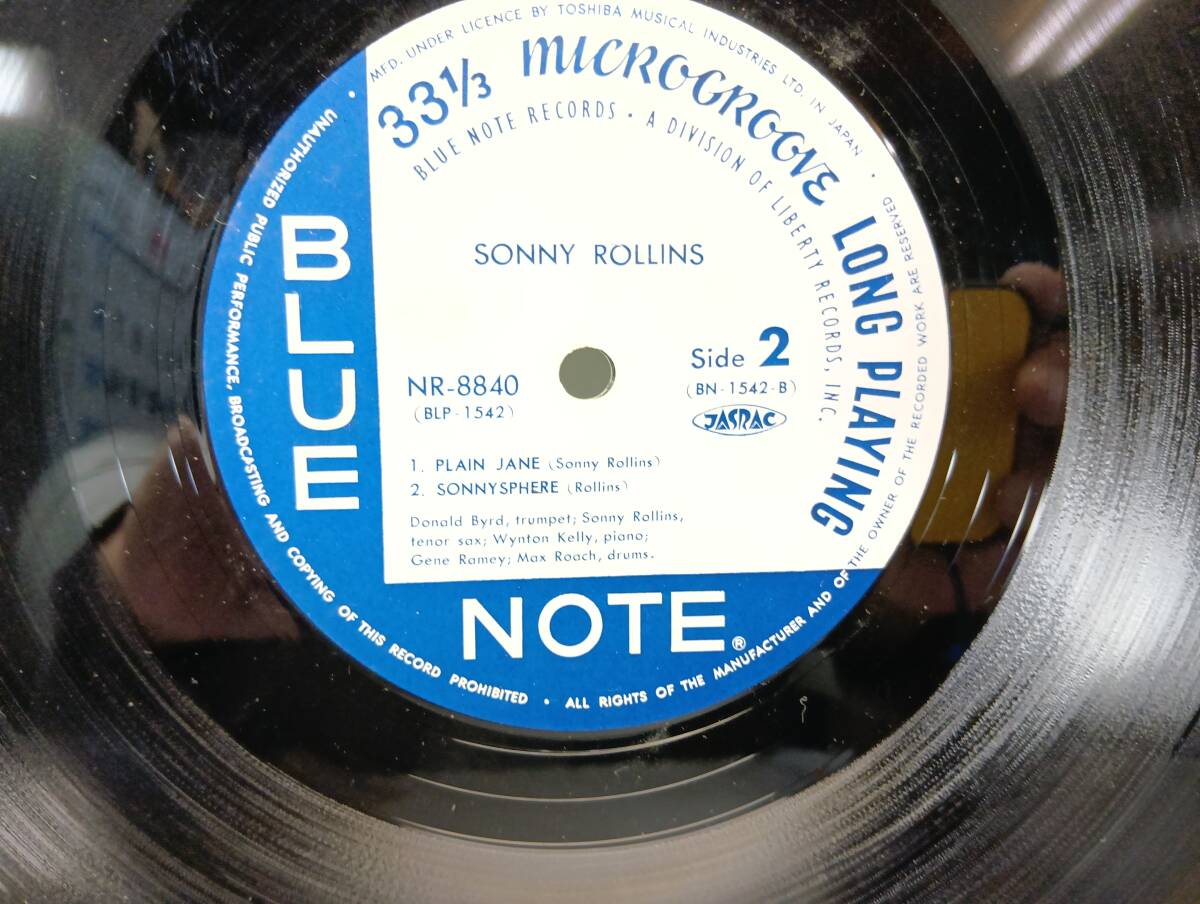 MFD. UNDER LICENCE BY TOSHIBA MUSICAL INDUSTRIES LTD. IN JAPAN •
33⅓ MICROGROOVE LONG PLAYING
BLUE NOTE RECORDS • A DIVISION OF LIBERTY RECORDS, INC.
SONNY ROLLINS
Side 2
NR-8840
(BN-1542-B)
(BLP-1542)
JASRAC
1. PLAIN JANE (Sonny Rollins)
2. SONNYSPHERE (Rollins)
Donald Byrd, trumpet; Sonny Rollins,
tenor sax; Wynton Kelly, piano;
Gene Ramey; Max Roach, drums.
BLUE
NOTE®
• UNAUTHORIZED PUBLIC PERFORMANCE, BROADCASTING AND COPYING OF THIS RECORD PROHIBITED • ALL RIGHTS OF THE MANUFACTURER AND OF THE OWNER OF THE RECORDED WORK ARE RESERVED